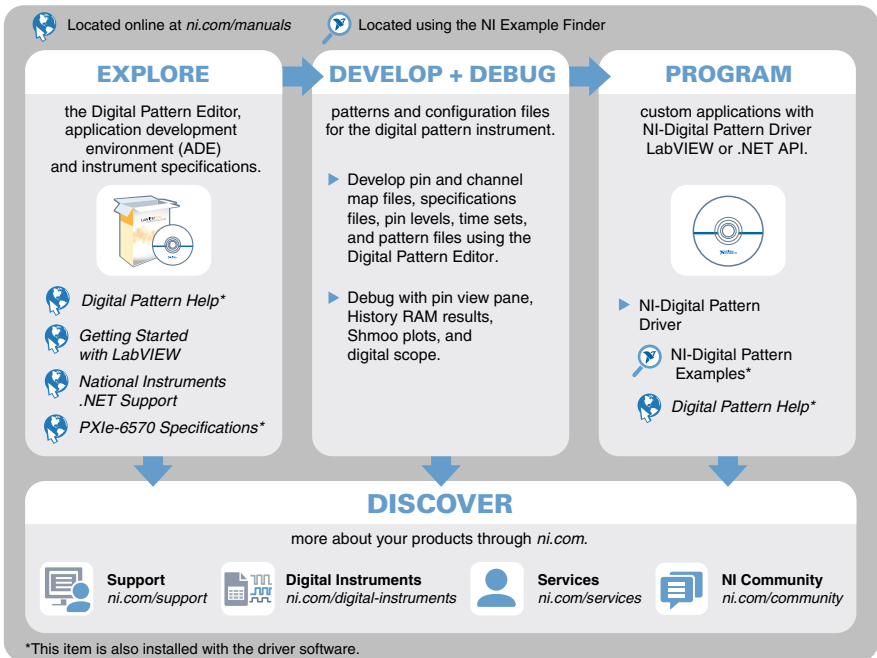 Located online at ni.com/manuals
Located using the NI Example Finder
EXPLORE
the Digital Pattern Editor,
application development
environment (ADE)
and instrument specifications.
Digital Pattern Help*
Getting Started
with LabVIEW
National Instruments
.NET Support
PXIe-6570 Specifications*
DEVELOP + DEBUG
patterns and configuration files
for the digital pattern instrument.
Develop pin and channel
map files, specifications
files, pin levels, time sets,
and pattern files using the
Digital Pattern Editor.
Debug with pin view pane,
History RAM results,
Shmoo plots, and
digital scope.
PROGRAM
custom applications with
NI-Digital Pattern Driver
LabVIEW or .NET API.
NI-Digital Pattern
Driver
NI-Digital Pattern
Examples*
Digital Pattern Help*
DISCOVER
more about your products through ni.com.
Support
ni.com/support
Digital Instruments
ni.com/digital-instruments
Services
ni.com/services
NI Community
ni.com/community
*This item is also installed with the driver software.